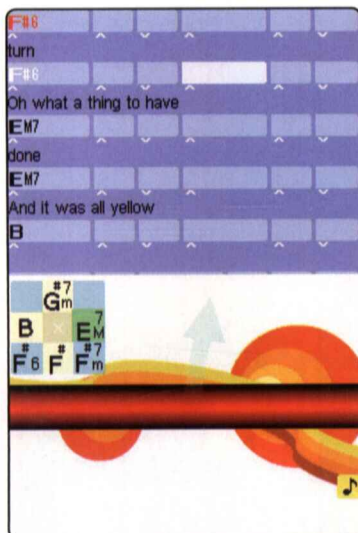 F#6
turn
F#6
Oh what a thing to have
EM7
done
EM7
And it was all yellow
B
G#m7
B EM7
F#6 F# F#m7